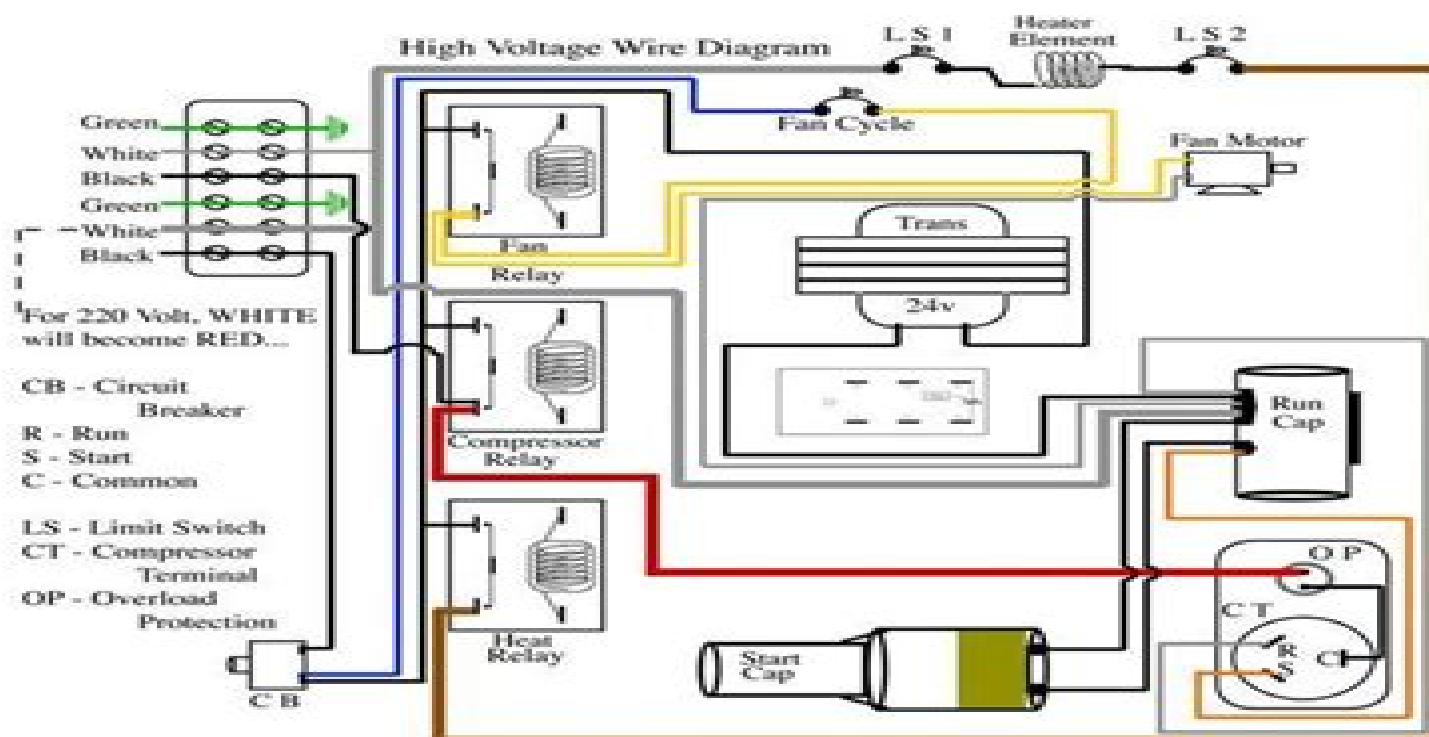 High Voltage Wire Diagram
L S 1
Heater
Element
L S 2
Green
White
Black
Green
White
Black
Fan Cycle
Fan Motor
Fan
Relay
Trans
24v
For 220 Volt, WHITE
will become RED...
CB - Circuit
Breaker
R - Run
S - Start
C - Common
LS - Limit Switch
CT - Compressor
Terminal
OP - Overload
Protection
Compressor
Relay
Run
Cap
O P
C T
R
S
C
Heat
Relay
Start
Cap
C B